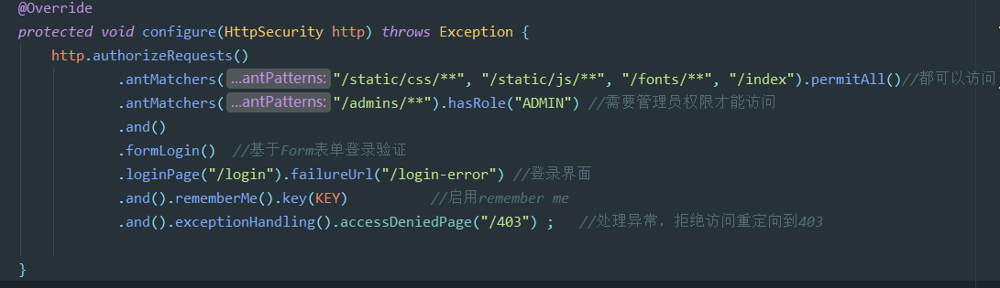 @Override
protected void configure(HttpSecurity http) throws Exception {
http.authorizeRequests()
.antMatchers( ...antPatterns: "/static/css/**", "/static/js/**", "/fonts/**", "/index").permitAll()//都可以访问
.antMatchers( ...antPatterns: "/admins/**").hasRole("ADMIN") //需要管理员权限才能访问
.and()
.formLogin() //基于Form表单登录验证
.loginPage("/login").failureUrl("/login-error") //登录界面
.and().rememberMe().key(KEY) //启用remember me
.and().exceptionHandling().accessDeniedPage("/403") ; //处理异常，拒绝访问重定向到403
}